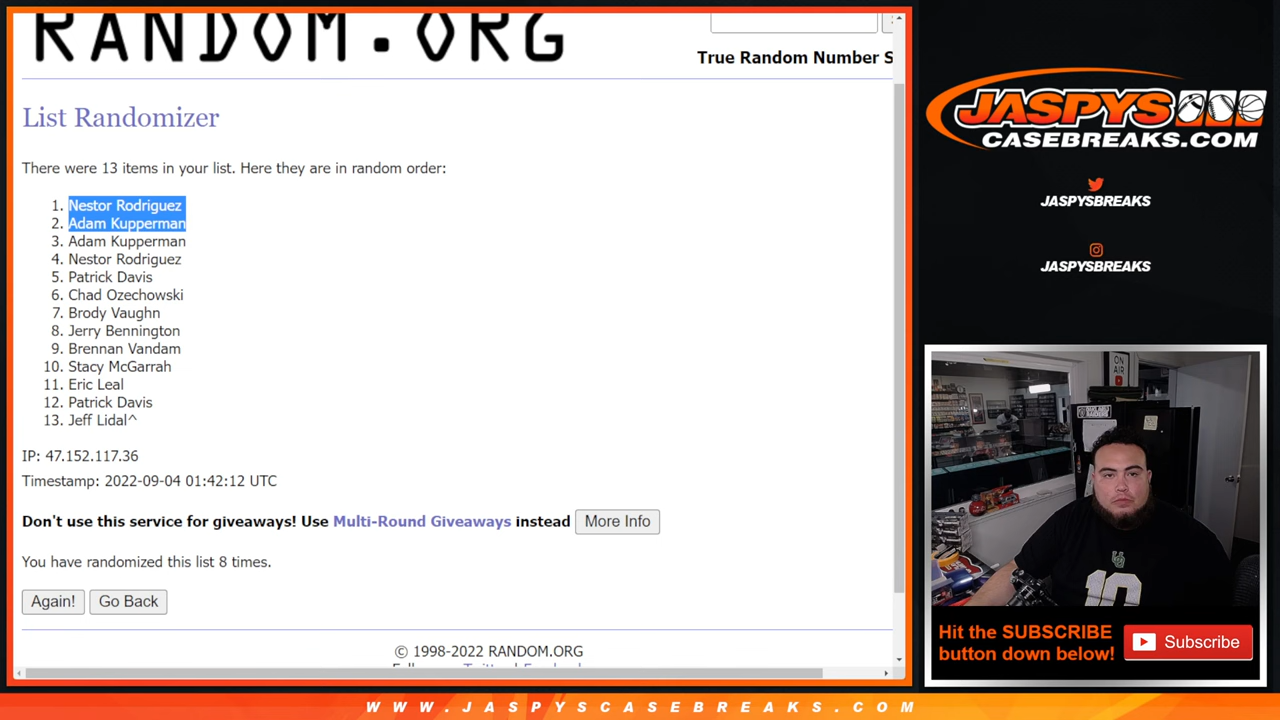 RANDOM.ORG
True Random Number S
List Randomizer
There were 13 items in your list. Here they are in random order:
1. Nestor Rodriguez
2. Adam Kupperman
3. Adam Kupperman
4. Nestor Rodriguez
5. Patrick Davis
6. Chad Ozechowski
7. Brody Vaughn
8. Jerry Bennington
9. Brennan Vandam
10. Stacy McGarrah
11. Eric Leal
12. Patrick Davis
13. Jeff Lidal^
IP: 47.152.117.36
Timestamp: 2022-09-04 01:42:12 UTC
Don't use this service for giveaways! Use Multi-Round Giveaways instead More Info
You have randomized this list 8 times.
Again! Go Back
© 1998-2022 RANDOM.ORG
JASPYS
CASEBREAKS.COM
JASPYSBREAKS
JASPYSBREAKS
ON
AIR
10
Hit the SUBSCRIBE
button down below!
Subscribe
WWW.JASPYSCASEBREAKS.COM